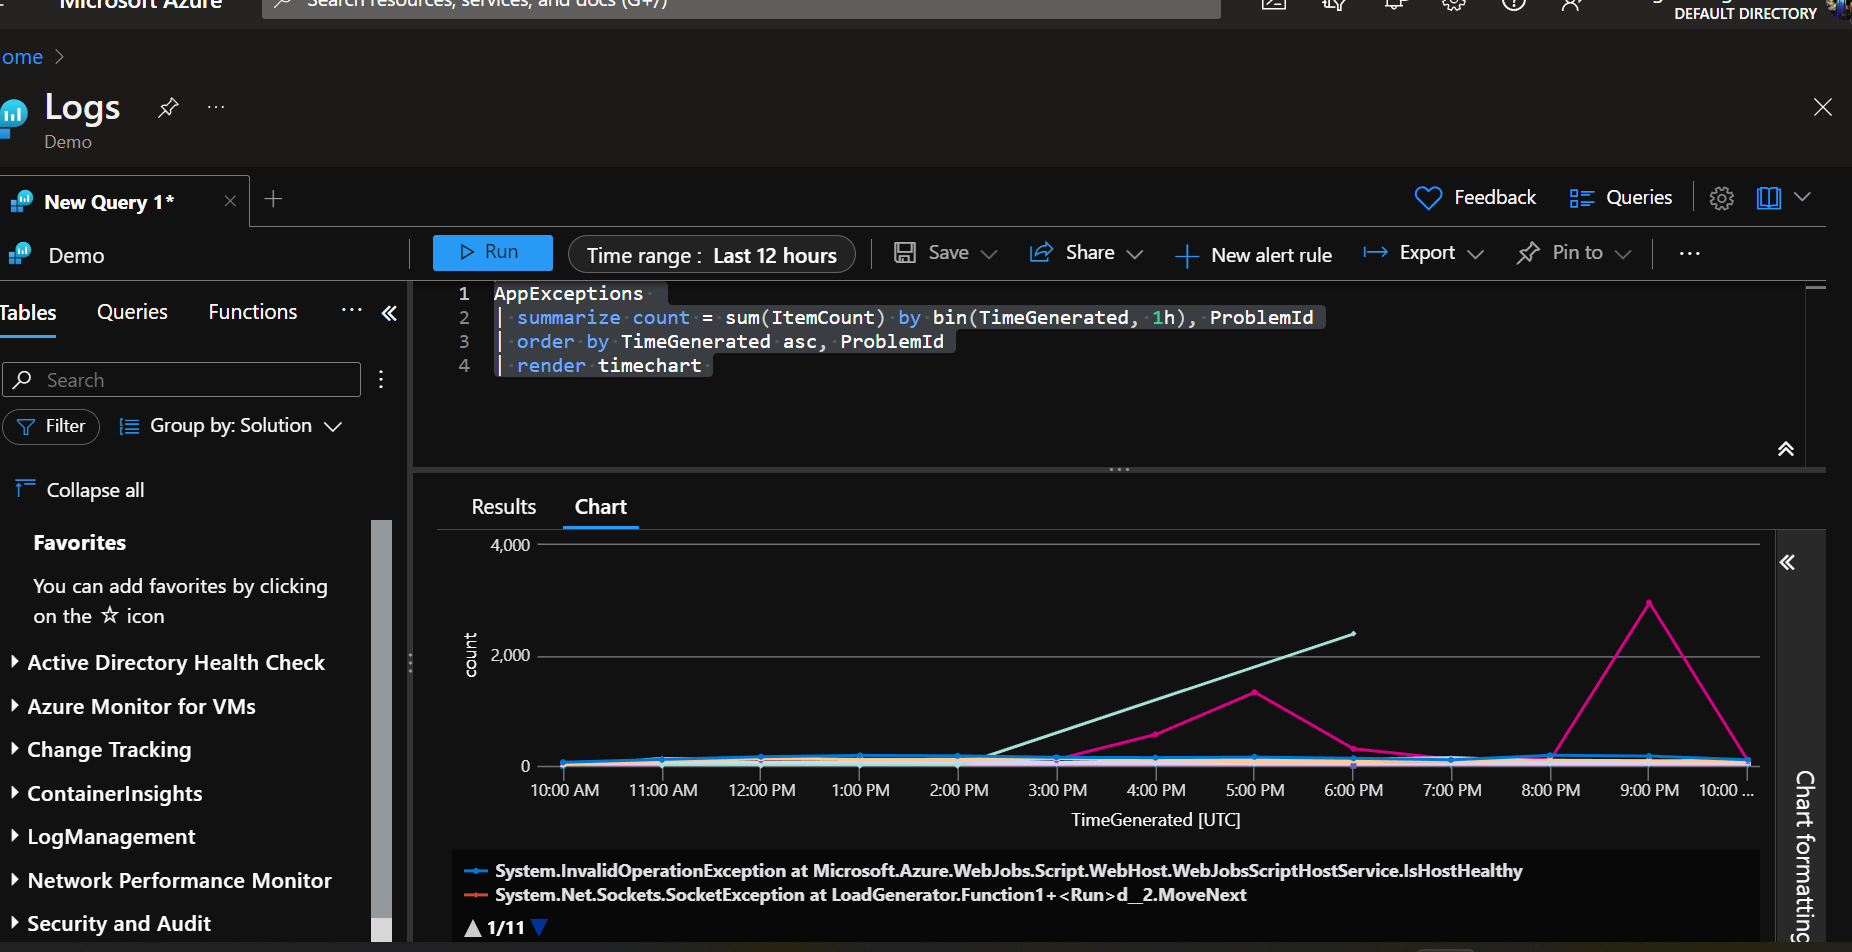 Microsoft Azure
Search resources, services, and docs (G+/)
DEFAULT DIRECTORY
ome
Logs
...
Demo
New Query 1*
Feedback
Queries
Demo
Run
Time range : Last 12 hours
Save
Share
New alert rule
Export
Pin to
...
Tables
Queries
Functions
...
1 AppExceptions
2 | summarize count = sum(ItemCount) by bin(TimeGenerated, 1h), ProblemId
3 | order by TimeGenerated asc, ProblemId
4 | render timechart
Search
Filter
Group by: Solution
Collapse all
Favorites
You can add favorites by clicking
on the ☆ icon
Active Directory Health Check
Azure Monitor for VMs
Change Tracking
ContainerInsights
LogManagement
Network Performance Monitor
Security and Audit
Results
Chart
4,000
2,000
0
count
10:00 AM 11:00 AM 12:00 PM 1:00 PM 2:00 PM 3:00 PM 4:00 PM 5:00 PM 6:00 PM 7:00 PM 8:00 PM 9:00 PM 10:00 ...
TimeGenerated [UTC]
System.InvalidOperationException at Microsoft.Azure.WebJobs.Script.WebHost.WebJobsScriptHostService.IsHostHealthy
System.Net.Sockets.SocketException at LoadGenerator.Function1+<Run>d__2.MoveNext
1/11
Chart formatting